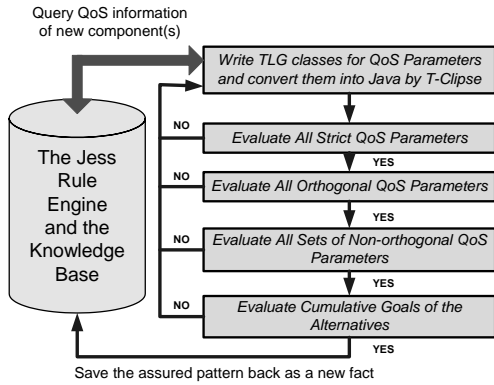 Query QoS information
of new component(s)
Write TLG classes for QoS Parameters
and convert them into Java by T-Clipse
NO
Evaluate All Strict QoS Parameters
YES
The Jess
Rule
Engine
and the
Knowledge
Base
NO
Evaluate All Orthogonal QoS Parameters
YES
NO
Evaluate All Sets of Non-orthogonal QoS
Parameters
YES
NO
Evaluate Cumulative Goals of the
Alternatives
YES
Save the assured pattern back as a new fact